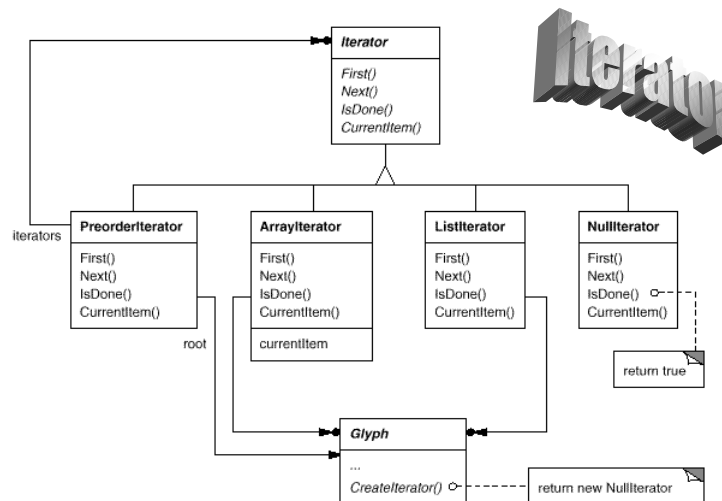 Iterator
Iterator
First()
Next()
IsDone()
CurrentItem()
iterators
PreorderIterator
First()
Next()
IsDone()
CurrentItem()
root
ArrayIterator
First()
Next()
IsDone()
CurrentItem()
currentItem
ListIterator
First()
Next()
IsDone()
CurrentItem()
NullIterator
First()
Next()
IsDone()
CurrentItem()
return true
Glyph
...
CreateIterator()
return new NullIterator